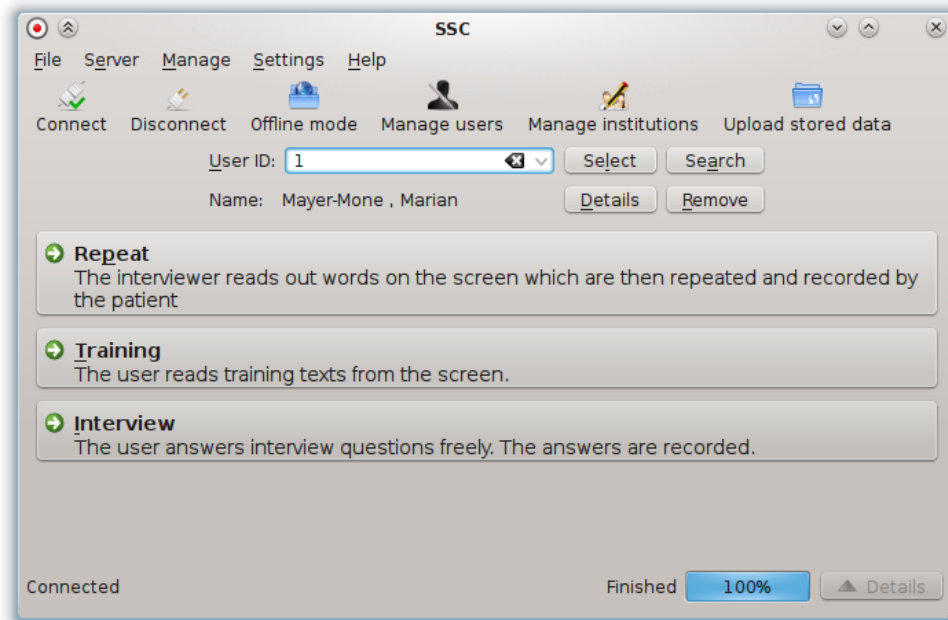 SSC
File Server Manage Settings Help
Connect Disconnect Offline mode Manage users Manage institutions Upload stored data
User ID: 1 Select Search
Name: Mayer-Mone , Marian Details Remove
Repeat
The interviewer reads out words on the screen which are then repeated and recorded by
the patient
Training
The user reads training texts from the screen.
Interview
The user answers interview questions freely. The answers are recorded.
Connected Finished 100% Details